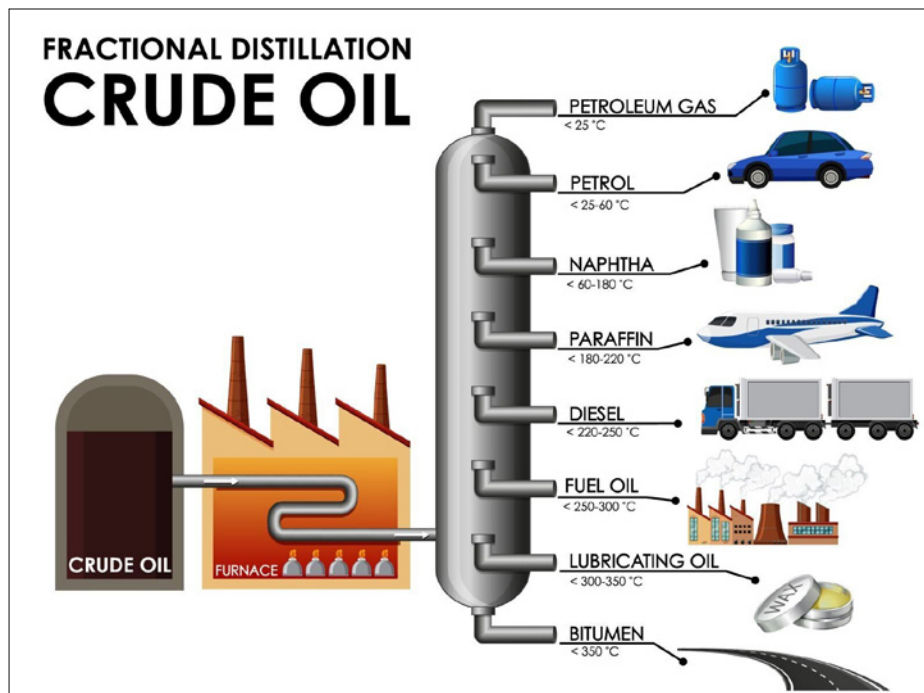 FRACTIONAL DISTILLATION
CRUDE OIL
PETROLEUM GAS
< 25 °C
PETROL
< 25-60 °C
NAPHTHA
< 60-180 °C
PARAFFIN
< 180-220 °C
DIESEL
< 220-250 °C
FUEL OIL
< 250-300 °C
LUBRICATING OIL
< 300-350 °C
WAX
BITUMEN
< 350 °C
CRUDE OIL
FURNACE